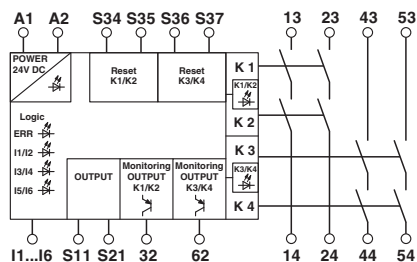 A1 A2 S34 S35 S36 S37 13 23 43 53
POWER
24V DC
Reset
K1/K2
Reset
K3/K4
K 1
K1/K2
K 2
Logic
ERR
I1/I2
I3/I4
I5/I6
OUTPUT
Monitoring
OUTPUT
K1/K2
Monitoring
OUTPUT
K3/K4
K 3
K3/K4
K 4
I1...I6 S11 S21 32 62 14 24 44 54